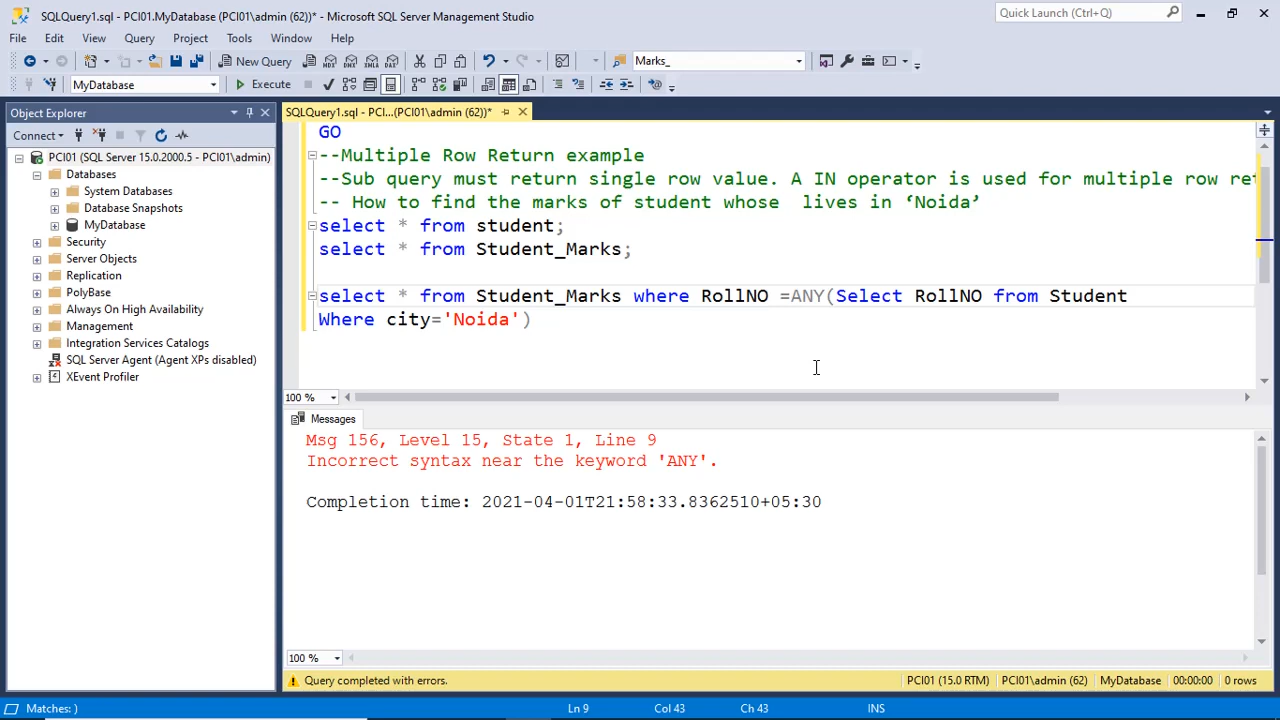 SQLQuery1.sql - PCI01.MyDatabase (PCI01\admin (62))* - Microsoft SQL Server Management Studio
Quick Launch (Ctrl+Q)
File Edit View Query Project Tools Window Help
New Query
MDX DMX XMLA DAX
Marks_
MyDatabase
Execute
Object Explorer
SQLQuery1.sql - PCI...(PCI01\admin (62))*
Connect
PCI01 (SQL Server 15.0.2000.5 - PCI01\admin)
Databases
System Databases
Database Snapshots
MyDatabase
Security
Server Objects
Replication
PolyBase
Always On High Availability
Management
Integration Services Catalogs
SQL Server Agent (Agent XPs disabled)
XEvent Profiler
GO
--Multiple Row Return example
--Sub query must return single row value. A IN operator is used for multiple row ret
-- How to find the marks of student whose  lives in ‘Noida’
select * from student;
select * from Student_Marks;
select * from Student_Marks where RollNO =ANY(Select RollNO from Student
Where city='Noida')
100 %
Messages
Msg 156, Level 15, State 1, Line 9
Incorrect syntax near the keyword 'ANY'.
Completion time: 2021-04-01T21:58:33.8362510+05:30
100 %
Query completed with errors.
PCI01 (15.0 RTM)
PCI01\admin (62)
MyDatabase
00:00:00
0 rows
Matches: )
Ln 9
Col 43
Ch 43
INS